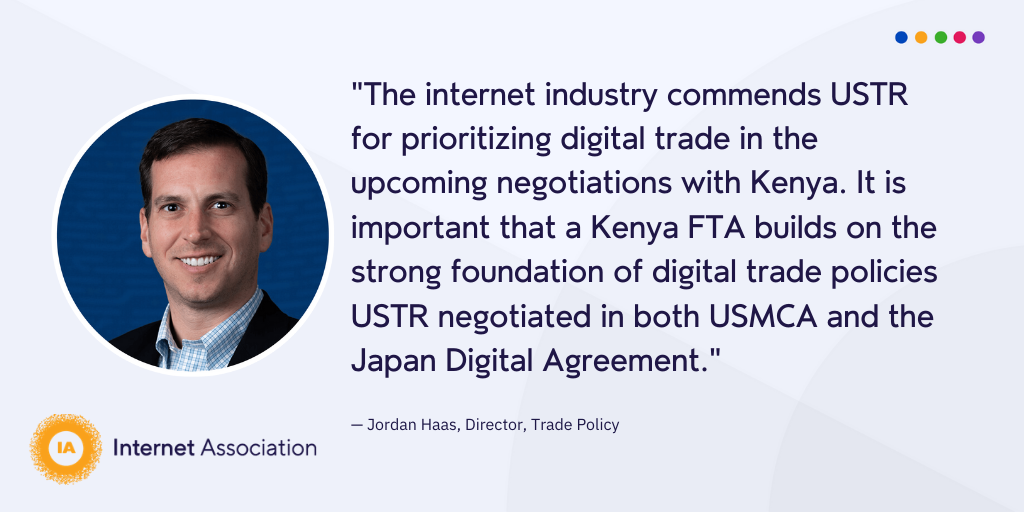 "The internet industry commends USTR
for prioritizing digital trade in the
upcoming negotiations with Kenya. It is
important that a Kenya FTA builds on the
strong foundation of digital trade policies
USTR negotiated in both USMCA and the
Japan Digital Agreement."
— Jordan Haas, Director, Trade Policy
IA Internet Association